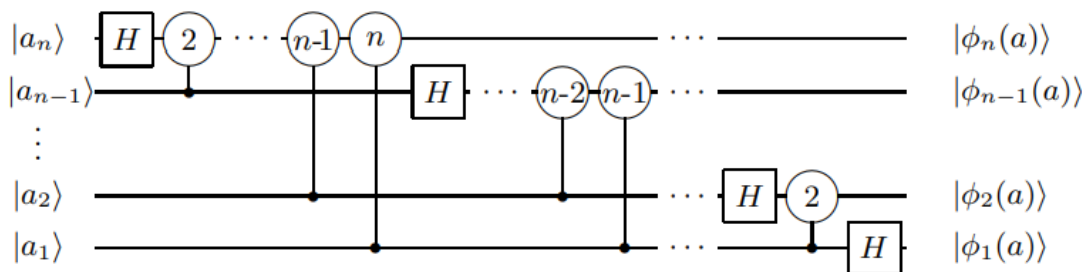 |a_n⟩ H 2 ··· n-1 n ··· |ϕ_n(a)⟩
|a_{n−1}⟩ H ··· n-2 n-1 ··· |ϕ_{n−1}(a)⟩
⋮
|a_2⟩ ··· H 2 |ϕ_2(a)⟩
|a_1⟩ ··· H |ϕ_1(a)⟩